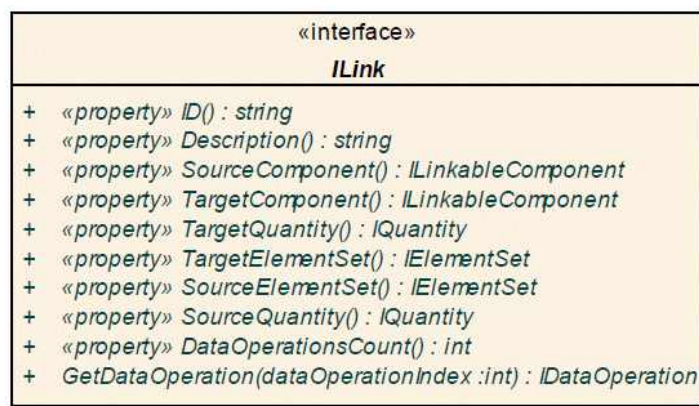 «interface»
ILink
+ «property» ID() : string
+ «property» Description() : string
+ «property» SourceComponent() : ILinkableComponent
+ «property» TargetComponent() : ILinkableComponent
+ «property» TargetQuantity() : IQuantity
+ «property» TargetElementSet() : IElementSet
+ «property» SourceElementSet() : IElementSet
+ «property» SourceQuantity() : IQuantity
+ «property» DataOperationsCount() : int
+ GetDataOperation(dataOperationIndex :int) : IDataOperation